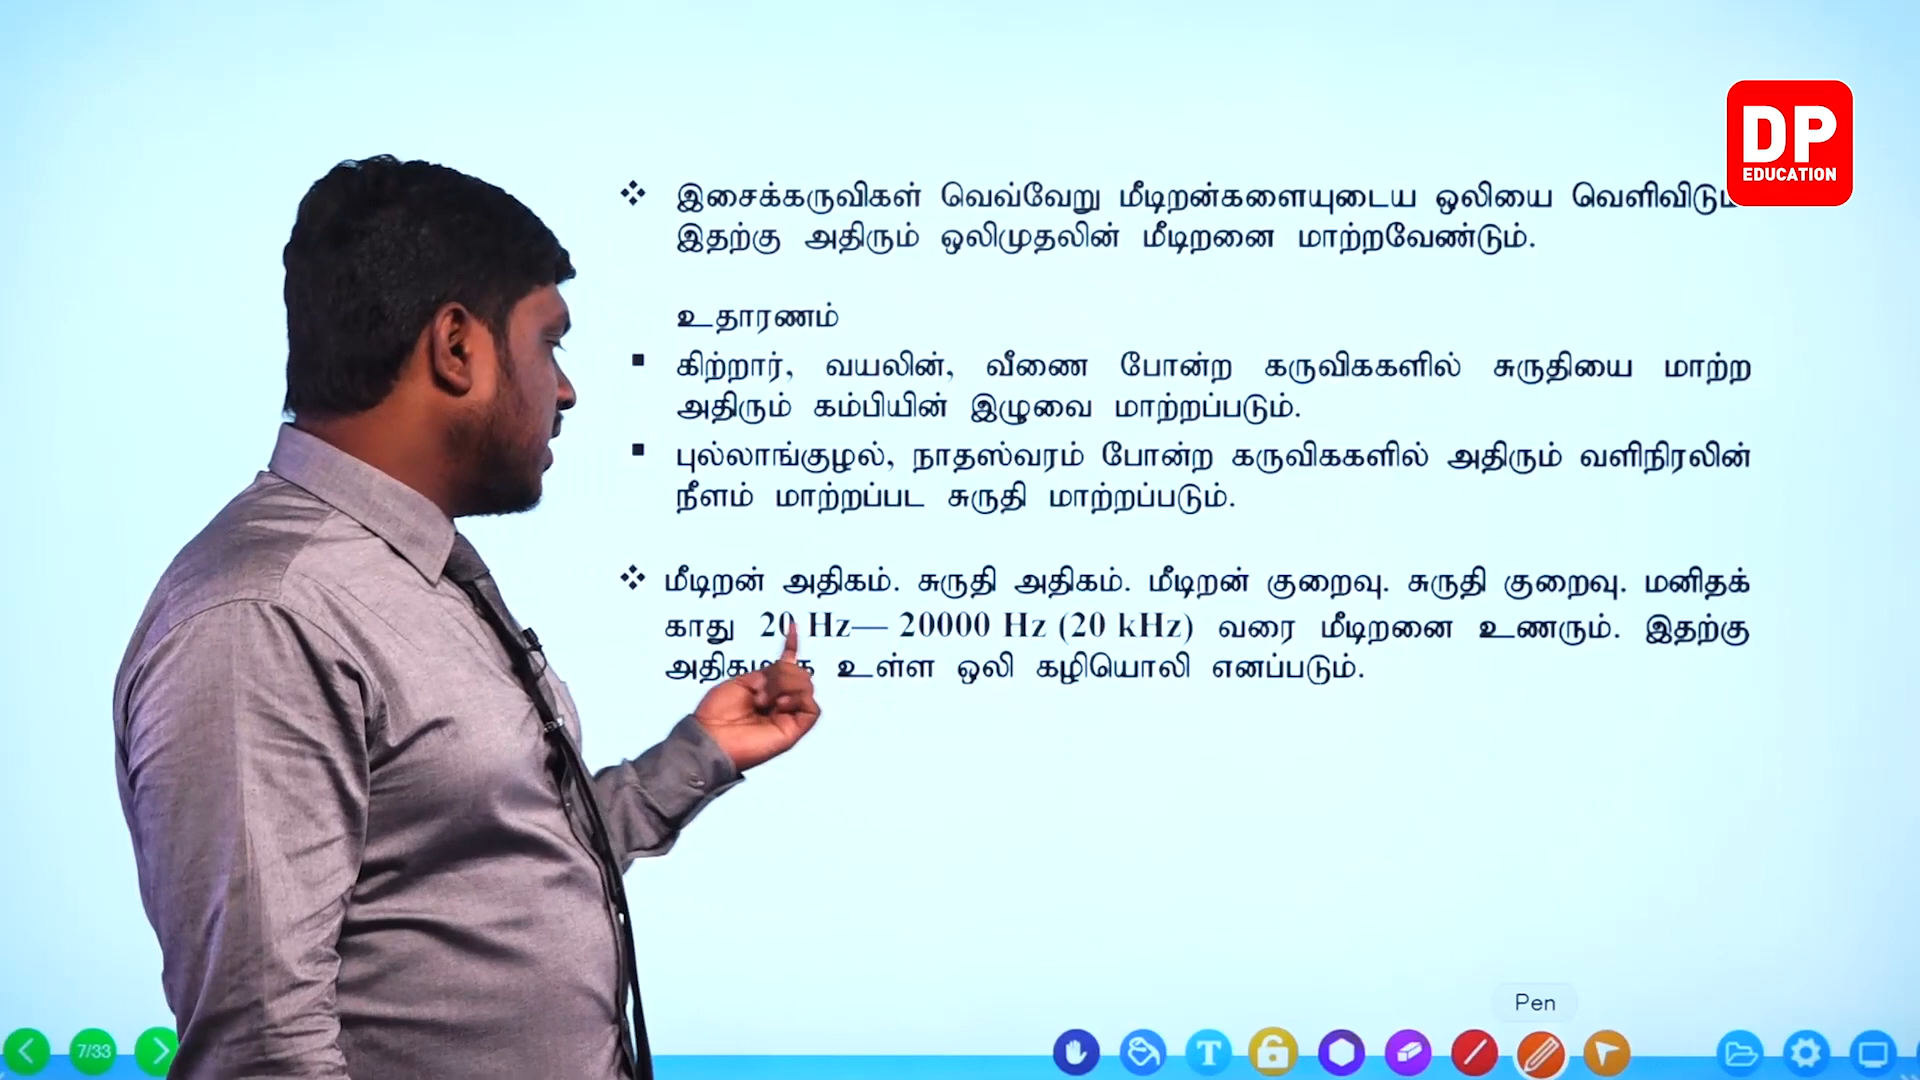 DP
EDUCATION
❖ இசைக்கருவிகள் வெவ்வேறு மீடிறன்களையுடைய ஒலியை
இதற்கு அதிரும் ஒலிமுதலின் மீடிறனை மாற்றவேண்டும்.
உதாரணம்
▪ கிற்றார், வயலின், வீணை போன்ற கருவிககளில் சுருதியை மாற்ற
அதிரும் கம்பியின் இழுவை மாற்றப்படும்.
▪ புல்லாங்குழல், நாதஸ்வரம் போன்ற கருவிககளில் அதிரும் வளிநிரலின்
நீளம் மாற்றப்பட சுருதி மாற்றப்படும்.
❖ மீடிறன் அதிகம். சுருதி அதிகம். மீடிறன் குறைவு. சுருதி குறைவு. மனிதக்
காது 20 Hz— 20000 Hz (20 kHz) வரை மீடிறனை உணரும். இதற்கு
உள்ள ஒலி கழியொலி எனப்படும்.
Pen
7/33
T